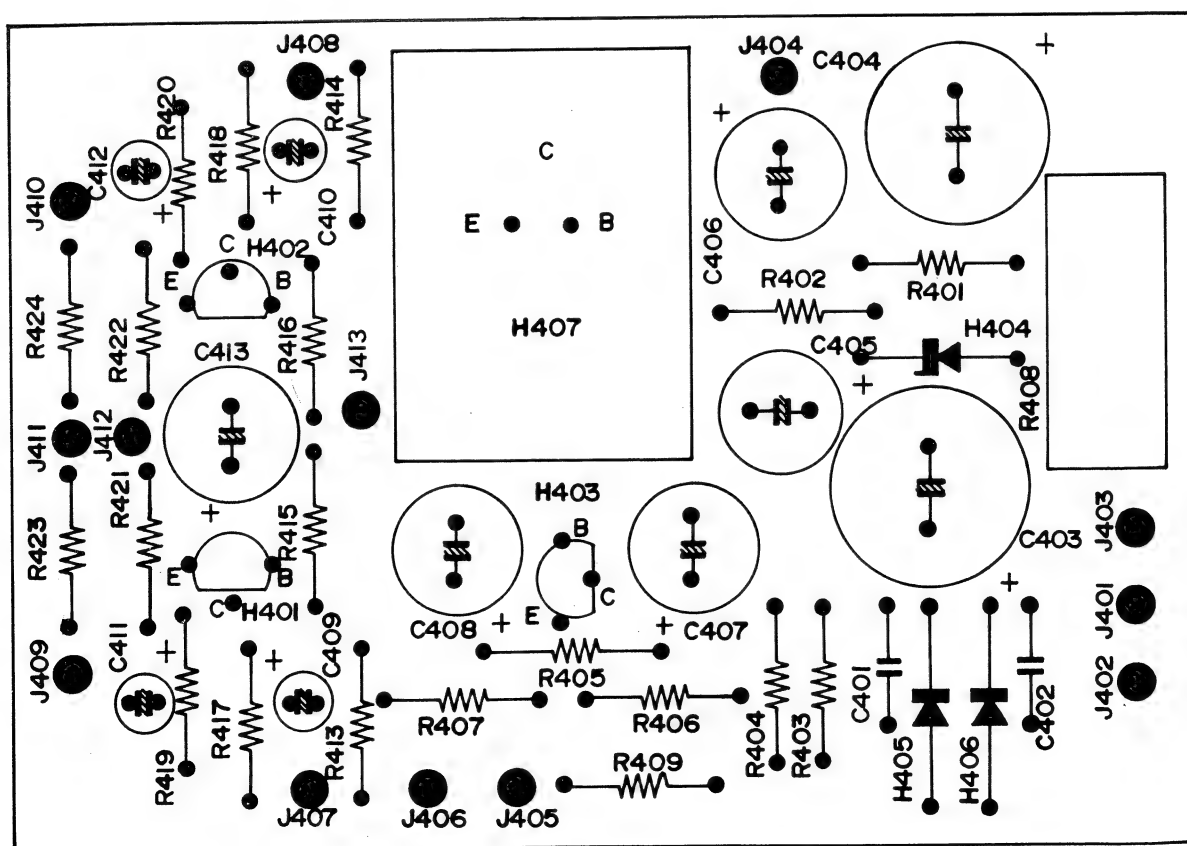 J408
J404
C404
+
R420
R418
R414
+
C412
C
J410
+
+
C410
E
B
C406
C
H402
E
B
R402
R401
R424
R422
R416
J413
H407
H404
C413
C405
+
R408
J411
J412
R421
+
R423
R415
H403
B
J403
C403
E
B
C
H401
C
E
+
J401
C411
+
+
C409
C408
+
+
C407
J409
R405
C401
C402
J402
R419
R417
R413
R407
R406
R404
R403
H405
H406
R409
J407
J406
J405